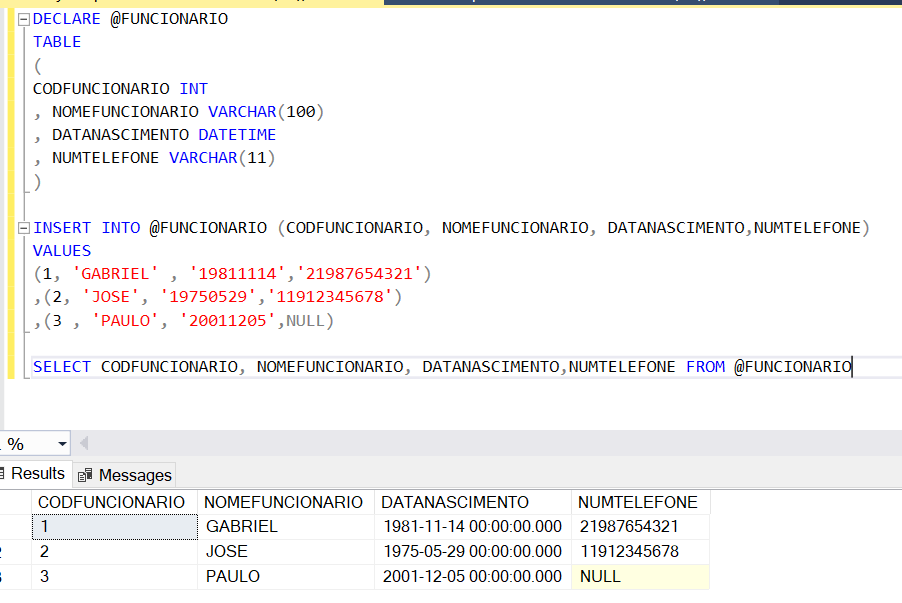 DECLARE @FUNCIONARIO
TABLE
(
CODFUNCIONARIO INT
, NOMEFUNCIONARIO VARCHAR(100)
, DATANASCIMENTO DATETIME
, NUMTELEFONE VARCHAR(11)
)
INSERT INTO @FUNCIONARIO (CODFUNCIONARIO, NOMEFUNCIONARIO, DATANASCIMENTO,NUMTELEFONE)
VALUES
(1, 'GABRIEL' , '19811114','21987654321')
,(2, 'JOSE', '19750529','11912345678')
,(3 , 'PAULO', '20011205',NULL)
SELECT CODFUNCIONARIO, NOMEFUNCIONARIO, DATANASCIMENTO,NUMTELEFONE FROM @FUNCIONARIO
%
Results Messages
CODFUNCIONARIO NOMEFUNCIONARIO DATANASCIMENTO NUMTELEFONE
1 GABRIEL 1981-11-14 00:00:00.000 21987654321
2 JOSE 1975-05-29 00:00:00.000 11912345678
3 PAULO 2001-12-05 00:00:00.000 NULL